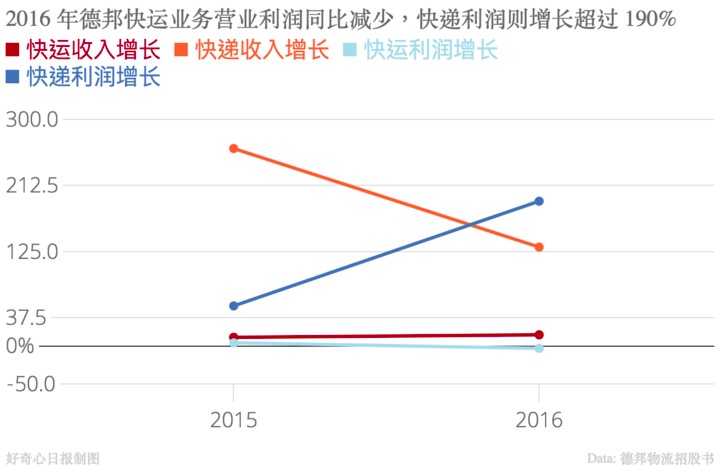 2016 年德邦快运业务营业利润同比减少，快递利润则增长超过 190%
快运收入增长 快递收入增长 快运利润增长
快递利润增长
300.0
212.5
125.0
37.5
0%
-50.0
2015 2016
好奇心日报制图 Data: 德邦物流招股书